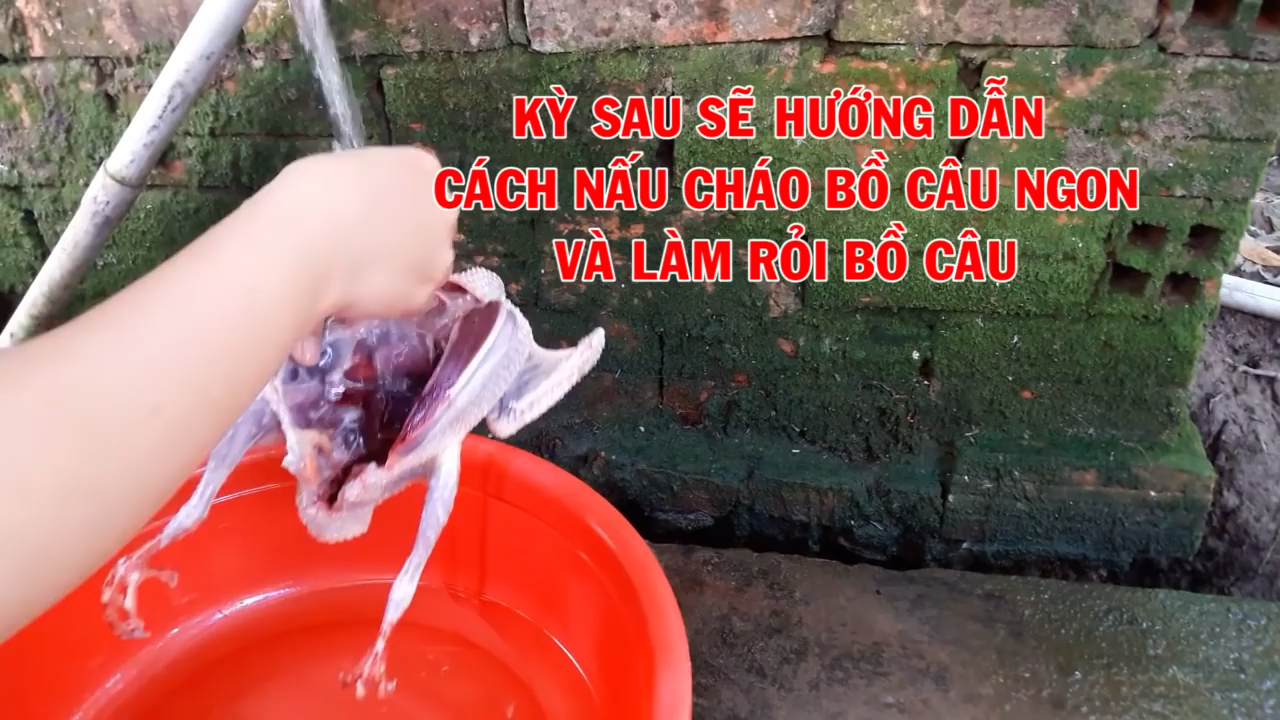 KỲ SAU SẼ HƯỚNG DẪN
CÁCH NẤU CHÁO BỒ CÂU NGON
VÀ LÀM RỎI BỒ CÂU